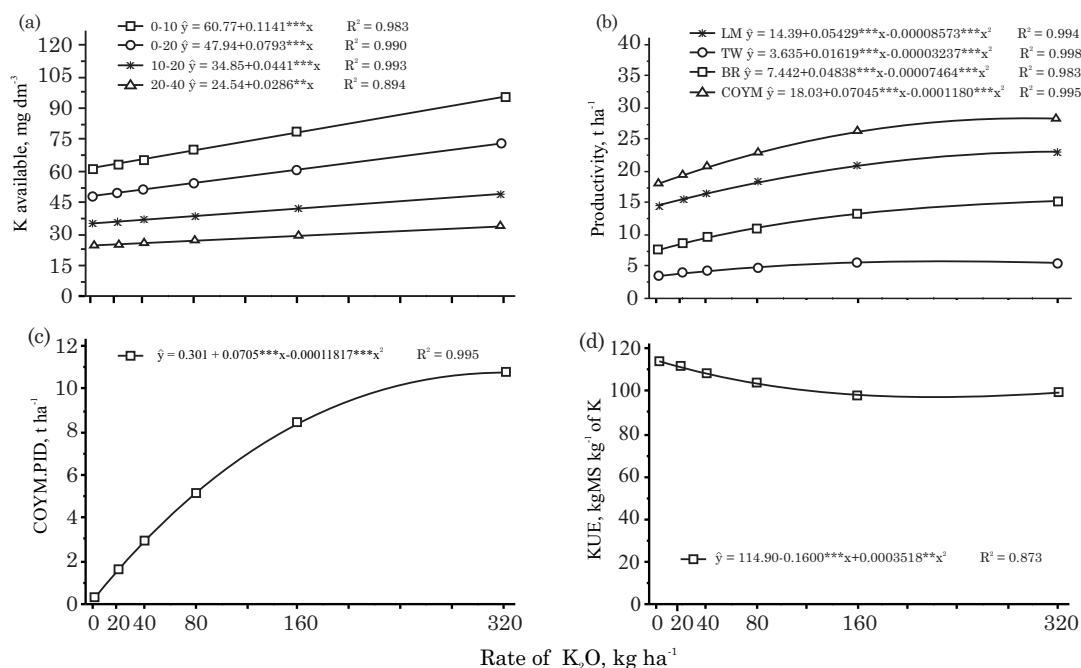 (a)
0-10 ŷ = 60.77+0.1141***x R² = 0.983
0-20 ŷ = 47.94+0.0793***x R² = 0.990
10-20 ŷ = 34.85+0.0441***x R² = 0.993
20-40 ŷ = 24.54+0.0286**x R² = 0.894
K available, mg dm⁻³
120
105
90
75
60
45
30
15
0
(b)
LM ŷ = 14.39+0.05429***x-0.00008573***x² R² = 0.994
TW ŷ = 3.635+0.01619***x-0.00003237***x² R² = 0.998
BR ŷ = 7.442+0.04838***x-0.00007464***x² R² = 0.983
COYM ŷ = 18.03+0.07045***x-0.0001180***x² R² = 0.995
Productivity, t ha⁻¹
40
35
30
25
20
15
10
5
0
(c)
ŷ = 0.301 + 0.0705***x-0.00011817***x² R² = 0.995
COYM.PID, t ha⁻¹
12
10
8
6
4
2
0
0 20 40 80 160 320
(d)
ŷ = 114.90-0.1600***x+0.0003518**x² R² = 0.873
KUE, kgMS kg⁻¹ of K
120
100
80
60
40
20
0
0 20 40 80 160 320
Rate of K₂O, kg ha⁻¹